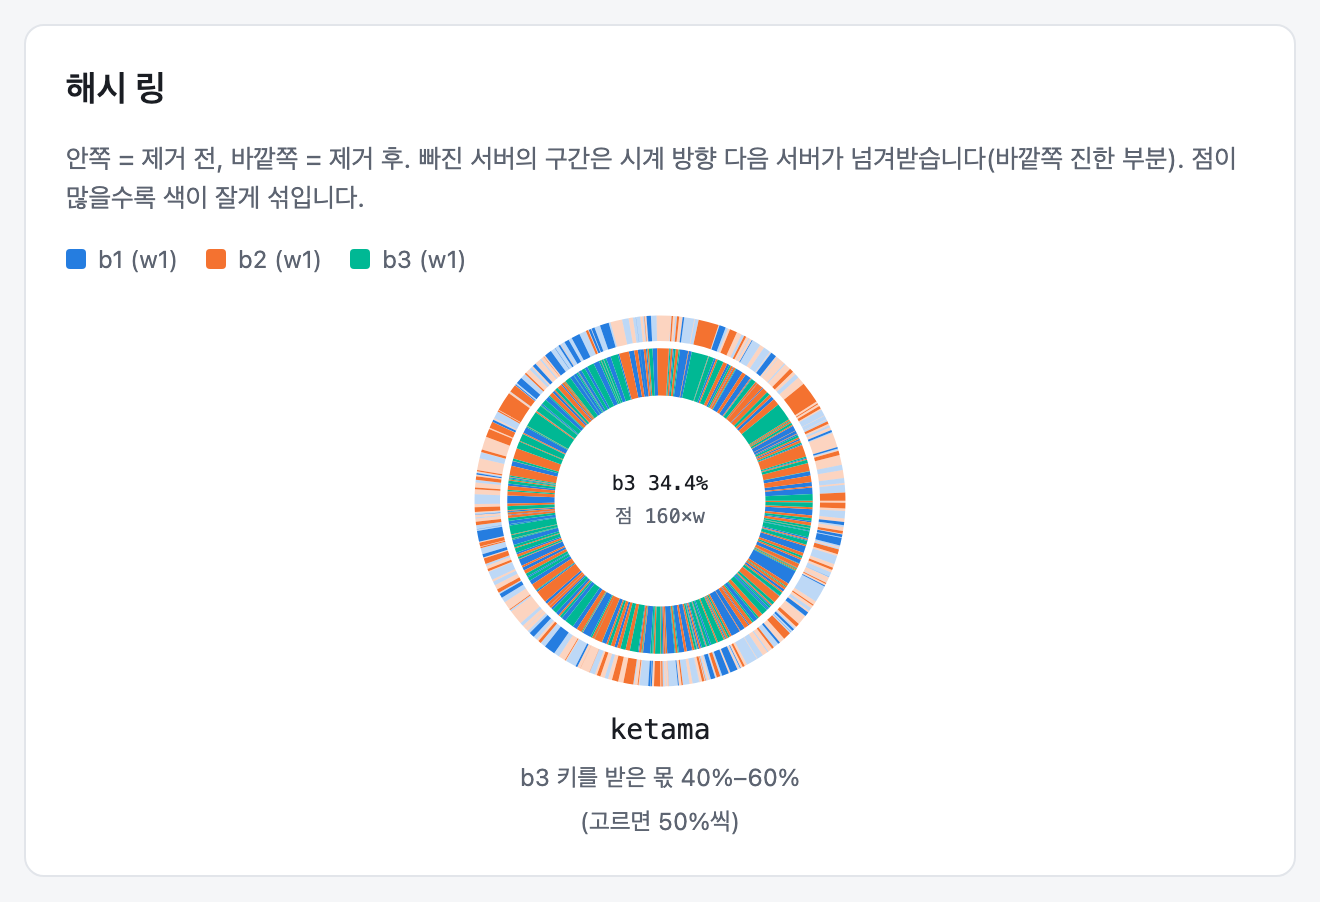 해시 링
안쪽 = 제거 전, 바깥쪽 = 제거 후. 빠진 서버의 구간은 시계 방향 다음 서버가 넘겨받습니다(바깥쪽 진한 부분). 점이
많을수록 색이 잘게 섞입니다.
b1 (w1) b2 (w1) b3 (w1)
b3 34.4%
점 160×w
ketama
b3 키를 받은 몫 40%–60%
(고르면 50%씩)